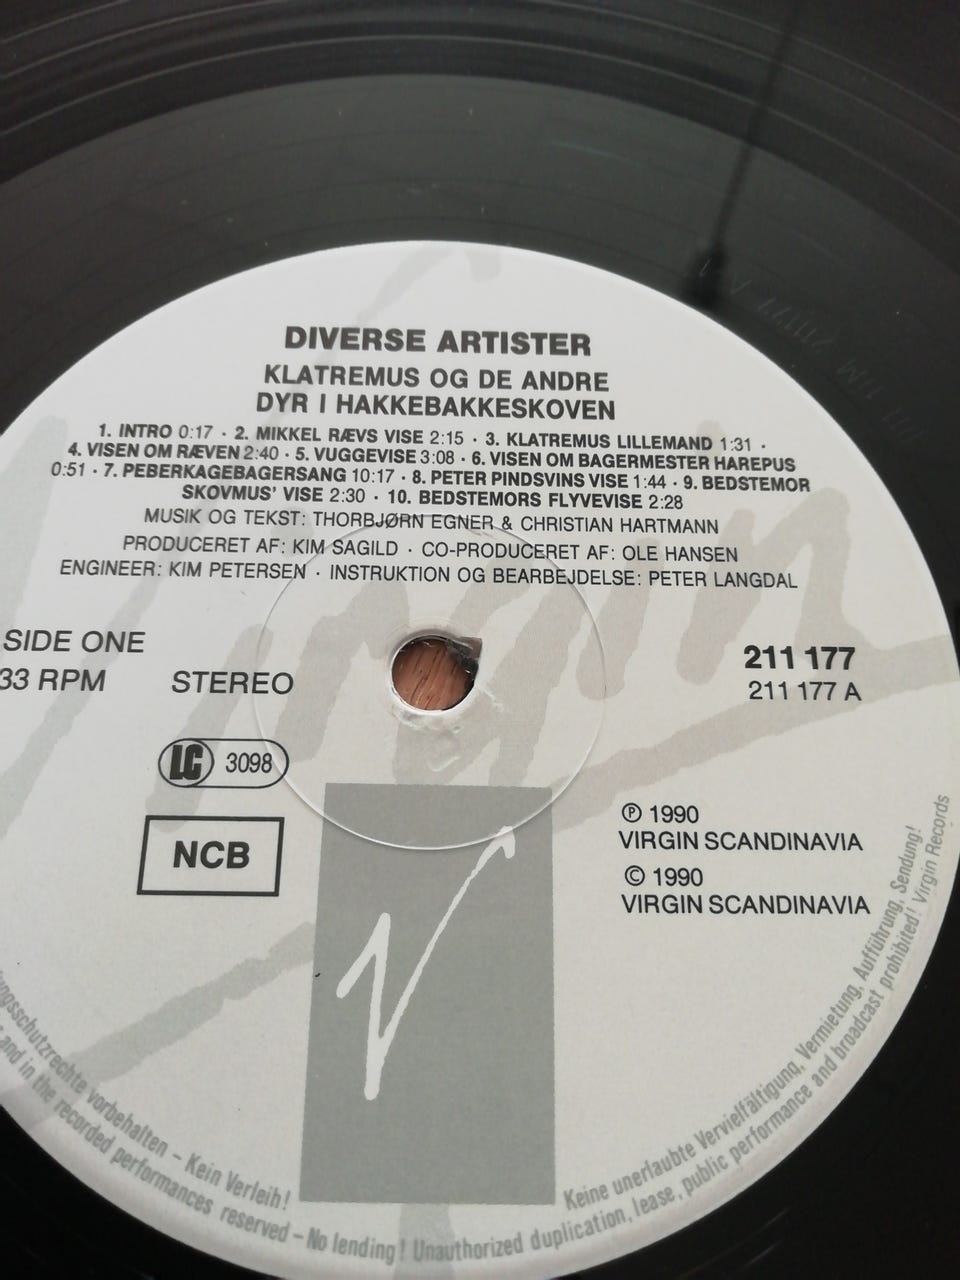 DIVERSE ARTISTER
KLATREMUS OG DE ANDRE
DYR I HAKKEBAKKESKOVEN
1. INTRO 0:17 · 2. MIKKEL RÆVS VISE 2:15 · 3. KLATREMUS LILLEMAND 1:31 ·
4. VISEN OM RÆVEN 2:40 · 5. VUGGEVISE 3:08 · 6. VISEN OM BAGERMESTER HAREPUS
0:51 · 7. PEBERKAGEBAGERSANG 10:17 · 8. PETER PINDSVINS VISE 1:44 · 9. BEDSTEMOR
SKOVMUS' VISE 2:30 · 10. BEDSTEMORS FLYVEVISE 2:28
MUSIK OG TEKST: THORBJØRN EGNER & CHRISTIAN HARTMANN
PRODUCERET AF: KIM SAGILD · CO-PRODUCERET AF: OLE HANSEN
ENGINEER: KIM PETERSEN · INSTRUKTION OG BEARBEJDELSE: PETER LANGDAL
SIDE ONE
33 RPM
STEREO
211 177
211 177 A
LC 3098
NCB
℗ 1990
VIRGIN SCANDINAVIA
© 1990
VIRGIN SCANDINAVIA
Virgin
vorbehalten – Kein Verleih! Keine unerlaubte Vervielfältigung, Vermietung, Aufführung, Sendung!
and in the recorded performances reserved – No lending! Unauthorized duplication, lease, public performance and broadcast prohibited! Virgin Records